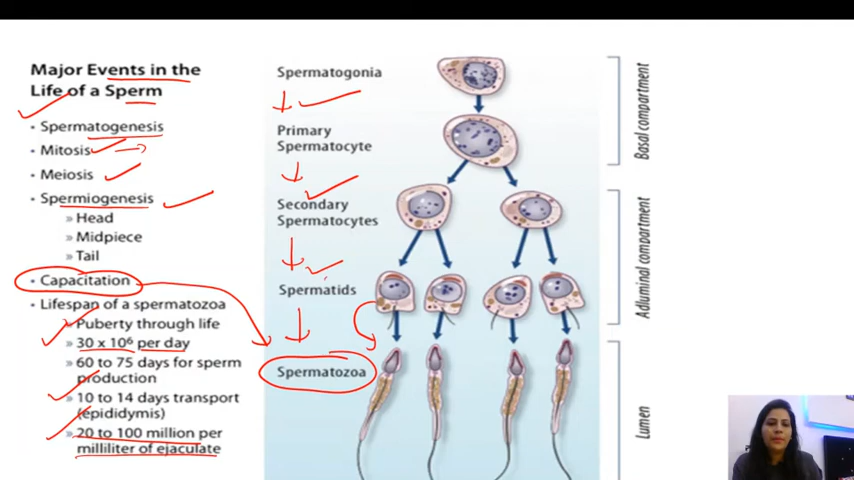 Major Events in the
Life of a Sperm
• Spermatogenesis
• Mitosis
• Meiosis
• Spermiogenesis
» Head
» Midpiece
» Tail
• Capacitation
• Lifespan of a spermatozoa
» Puberty through life
» 30 x 10⁶ per day
» 60 to 75 days for sperm
production
» 10 to 14 days transport
(epididymis)
» 20 to 100 million per
milliliter of ejaculate
Spermatogonia
Primary
Spermatocyte
Secondary
Spermatocytes
Spermatids
Spermatozoa
Basal compartment
Adluminal compartment
Lumen